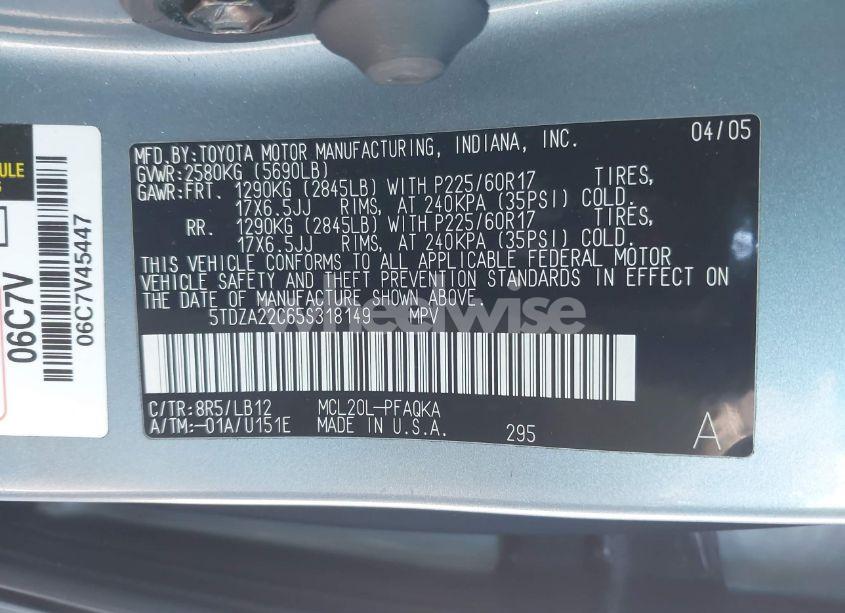 MFD.BY:TOYOTA MOTOR MANUFACTURING, INDIANA, INC. 04/05
GVWR:2580KG (5690LB)
GAWR:FRT. 1290KG (2845LB) WITH P225/60R17 TIRES,
17X6.5JJ RIMS, AT 240KPA (35PSI) COLD.
RR. 1290KG (2845LB) WITH P225/60R17 TIRES,
17X6.5JJ RIMS, AT 240KPA (35PSI) COLD.
THIS VEHICLE CONFORMS TO ALL APPLICABLE FEDERAL MOTOR
VEHICLE SAFETY AND THEFT PREVENTION STANDARDS IN EFFECT ON
THE DATE OF MANUFACTURE SHOWN ABOVE.
5TDZA22C65S318149 MPV
C/TR:8R5/LB12 MCL20L-PFAQKA
A/TM:-01A/U151E MADE IN U.S.A. 295 A
06C7V
06C7V45447
wheelwise